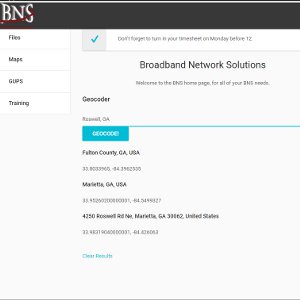 BNS
Don't forget to turn in your timesheet on Monday before 12.
Files
Maps
GUPS
Training
Broadband Network Solutions
Welcome to the BNS home page, for all of your BNS needs.
Geocoder
Roswell, GA
GEOCODE!
Fulton County, GA, USA
33.8033965, -84.3962535
Marietta, GA, USA
33.95260200000001, -84.5499327
4250 Roswell Rd Ne, Marietta, GA 30062, United States
33.98319040000001, -84.426063
Clear Results